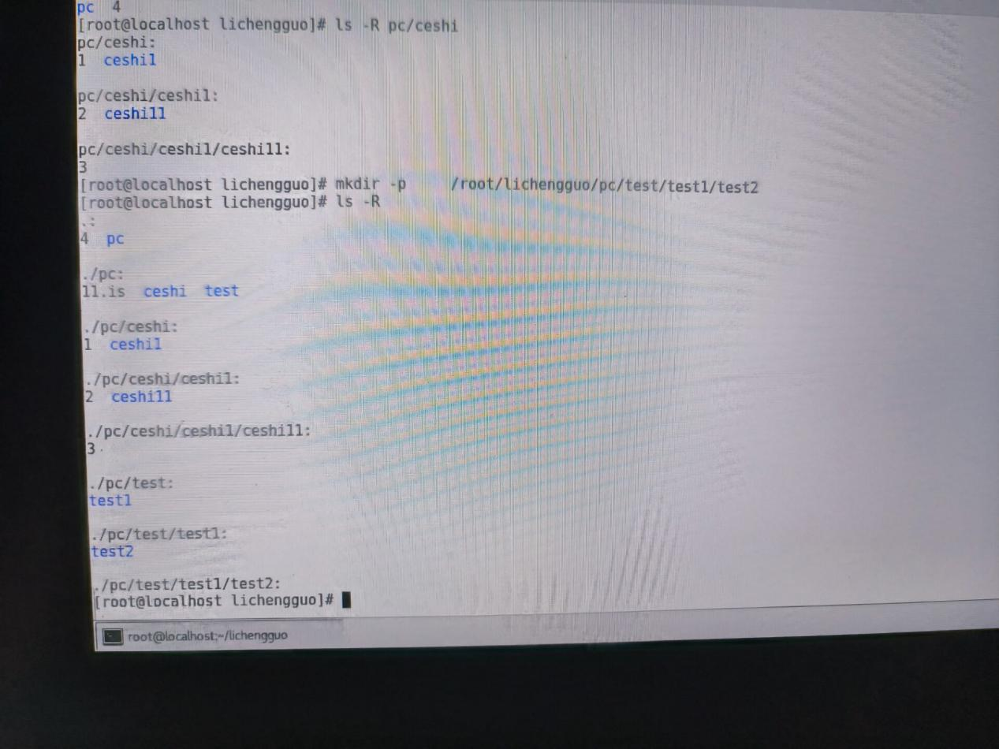 pc  4
[root@localhost lichengguo]# ls -R pc/ceshi
pc/ceshi:
1  ceshi1
pc/ceshi/ceshi1:
2  ceshi11
pc/ceshi/ceshi1/ceshi11:
3
[root@localhost lichengguo]# mkdir -p     /root/lichengguo/pc/test/test1/test2
[root@localhost lichengguo]# ls -R
.:
4  pc
./pc:
11.is  ceshi  test
./pc/ceshi:
1  ceshi1
./pc/ceshi/ceshi1:
2  ceshi11
./pc/ceshi/ceshi1/ceshi11:
3
./pc/test:
test1
./pc/test/test1:
test2
./pc/test/test1/test2:
[root@localhost lichengguo]#
root@localhost:~/lichengguo